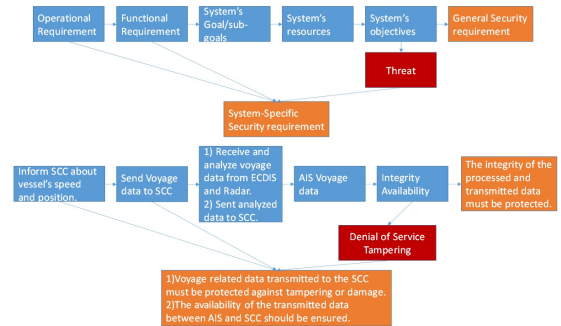 Operational
Requirement
Functional
Requirement
System's
Goal/sub-
goals
System's
resources
System's
objectives
General Security
requirement
Threat
System-Specific
Security requirement
Inform SCC about
vessel's speed
and position.
Send Voyage
data to SCC
1) Receive and
analyze voyage
data from ECDIS
and Radar.
2) Sent analyzed
data to SCC.
AIS Voyage
data
Integrity
Availability
The integrity of the
processed and
transmitted data
must be protected.
Denial of Service
Tampering
1)Voyage related data transmitted to the SCC
must be protected against tampering or damage.
2)The availability of the transmitted data
between AIS and SCC should be ensured.